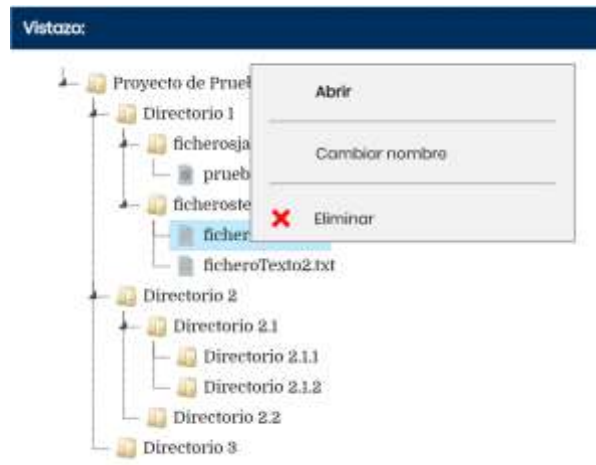 Vistazo:
Proyecto de Prueb
Abrir
Directorio 1
ficherosja
Cambiar nombre
prueb
ficheroste
Eliminar
ficher
ficheroTexto2.txt
Directorio 2
Directorio 2.1
Directorio 2.1.1
Directorio 2.1.2
Directorio 2.2
Directorio 3